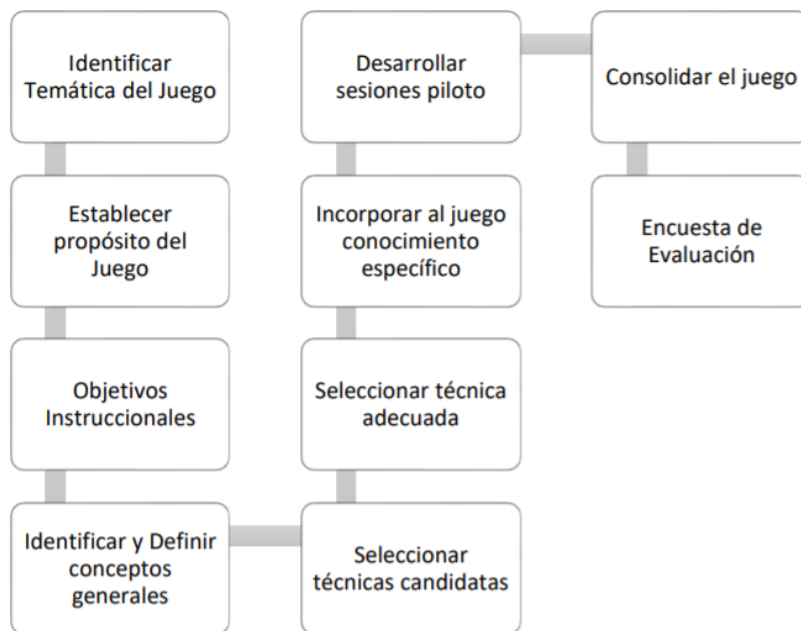 Identificar
Temática del Juego
Establecer
propósito del
Juego
Objetivos
Instruccionales
Identificar y Definir
conceptos
generales
Seleccionar
técnicas candidatas
Seleccionar técnica
adecuada
Incorporar al juego
conocimiento
específico
Desarrollar
sesiones piloto
Consolidar el juego
Encuesta de
Evaluación